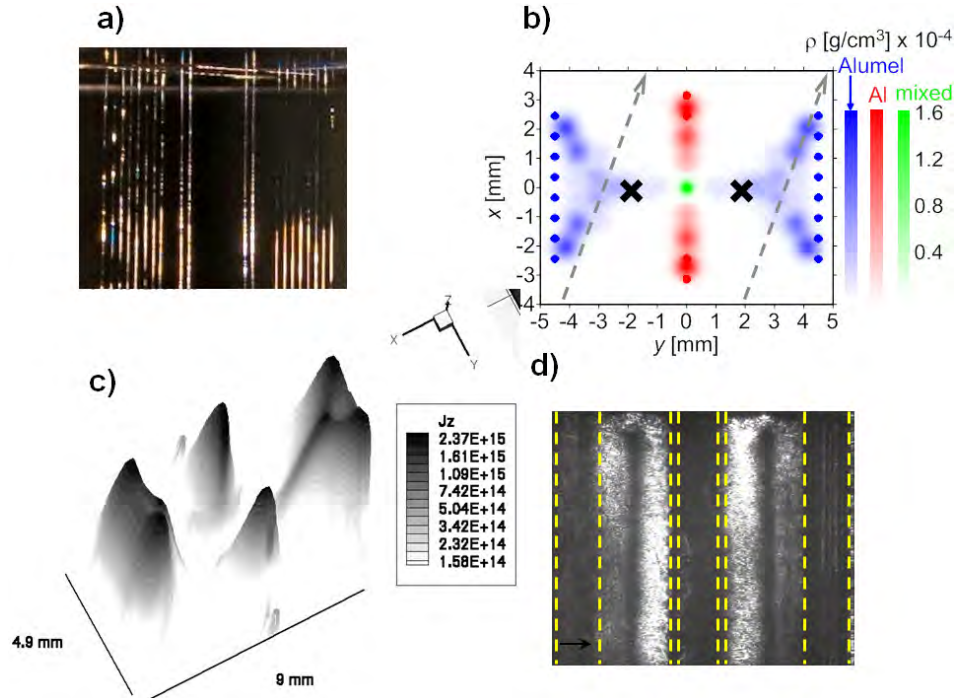 a)
b)
ρ [g/cm³] x 10⁻⁴
Alumel
Al mixed
4
3
2
1
0
-1
-2
-3
-4
x [mm]
-5 -4 -3 -2 -1 0 1 2 3 4 5
y [mm]
1.6
1.2
0.8
0.4
Z
X
Y
c)
4.9 mm
9 mm
Jz
2.37E+15
1.61E+15
1.09E+15
7.42E+14
5.04E+14
3.42E+14
2.32E+14
1.58E+14
d)